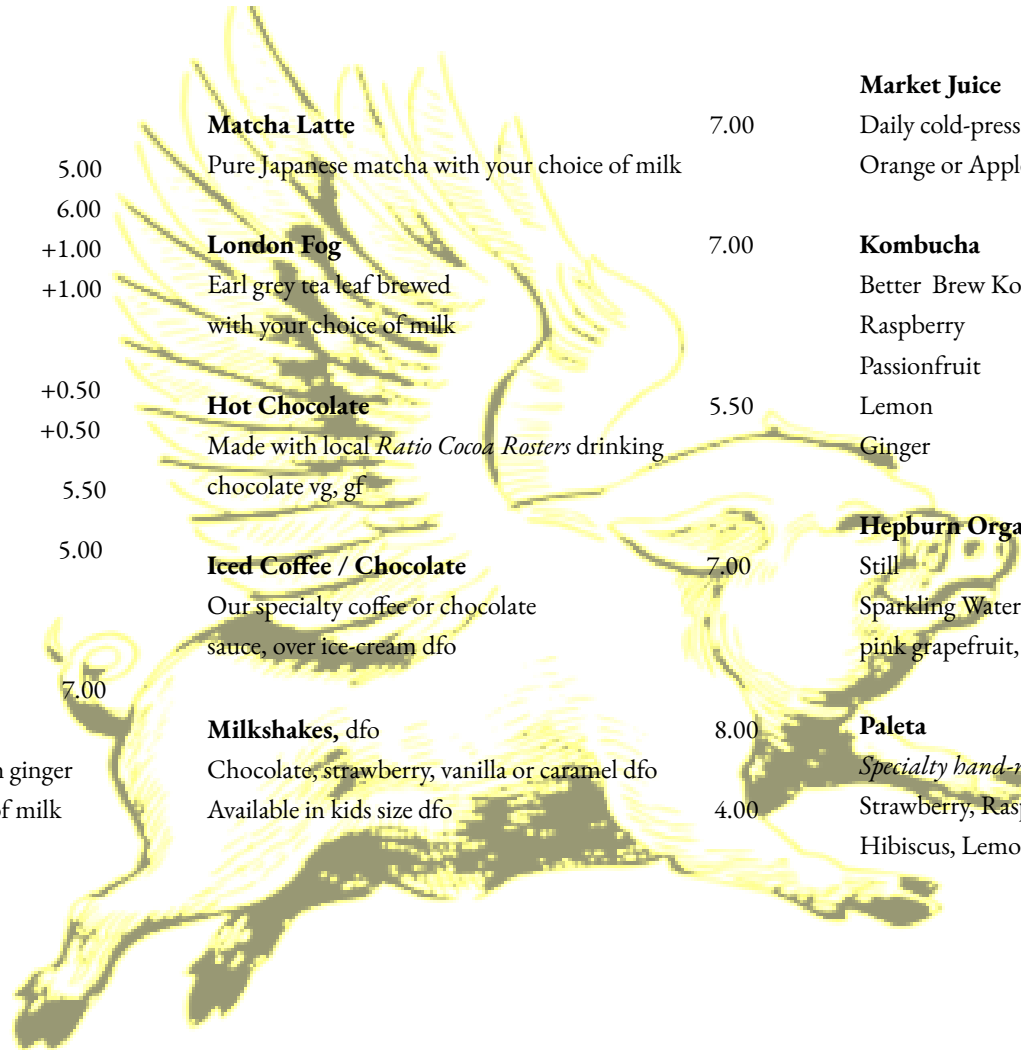 5.00
6.00
+1.00
+1.00
+0.50
+0.50
5.50
5.00
7.00
ginger
of milk
Matcha Latte 7.00
Pure Japanese matcha with your choice of milk
London Fog 7.00
Earl grey tea leaf brewed
with your choice of milk
Hot Chocolate 5.50
Made with local Ratio Cocoa Rosters drinking
chocolate vg, gf
Iced Coffee / Chocolate 7.00
Our specialty coffee or chocolate
sauce, over ice-cream dfo
Milkshakes, dfo 8.00
Chocolate, strawberry, vanilla or caramel dfo
Available in kids size dfo 4.00
Market Juice
Daily cold-press
Orange or Appl
Kombucha
Better Brew Ko
Raspberry
Passionfruit
Lemon
Ginger
Hepburn Orga
Still
Sparkling Water
pink grapefruit,
Paleta
Specialty hand-
Strawberry, Rasp
Hibiscus, Lemo